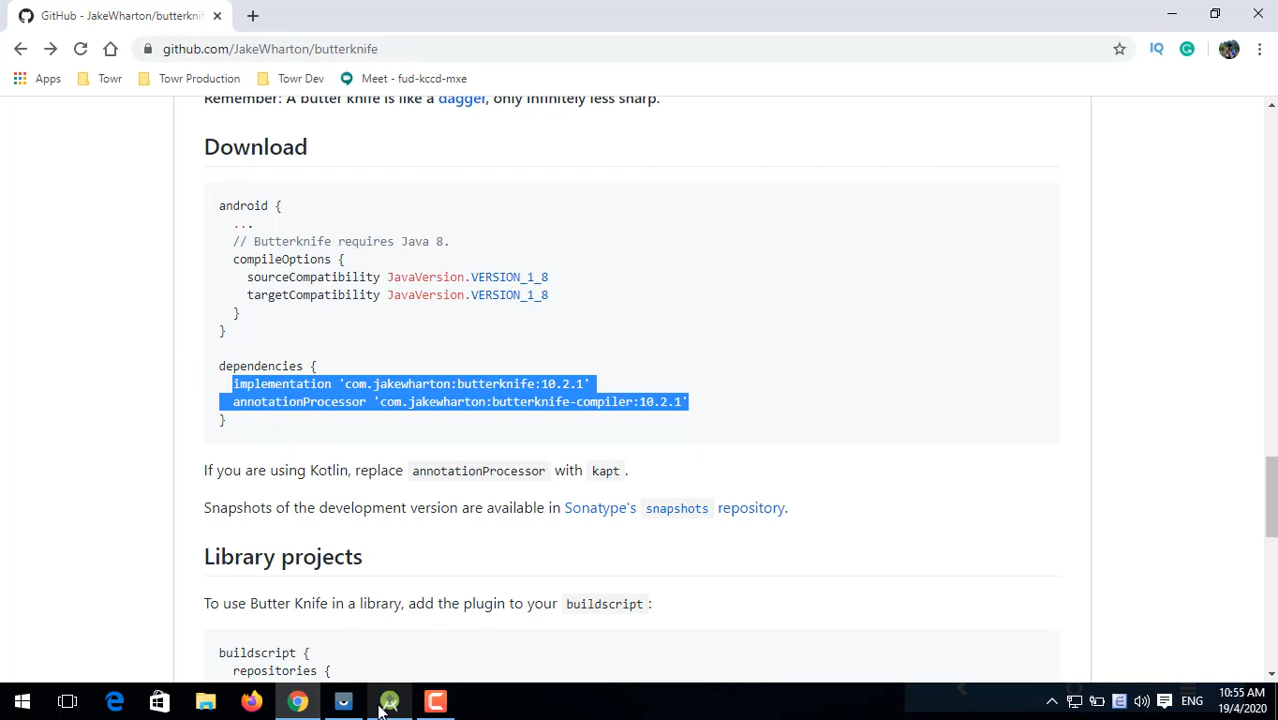 GitHub - JakeWharton/butterkni
github.com/JakeWharton/butterknife
IQ
Apps Towr Towr Production Towr Dev Meet - fud-kccd-mxe
Remember: A butter knife is like a dagger, only infinitely less sharp.
Download
android {
...
// Butterknife requires Java 8.
compileOptions {
sourceCompatibility JavaVersion.VERSION_1_8
targetCompatibility JavaVersion.VERSION_1_8
}
}
dependencies {
implementation 'com.jakewharton:butterknife:10.2.1'
annotationProcessor 'com.jakewharton:butterknife-compiler:10.2.1'
}
If you are using Kotlin, replace annotationProcessor with kapt.
Snapshots of the development version are available in Sonatype's snapshots repository.
Library projects
To use Butter Knife in a library, add the plugin to your buildscript:
buildscript {
repositories {
ENG
10:55 AM
19/4/2020